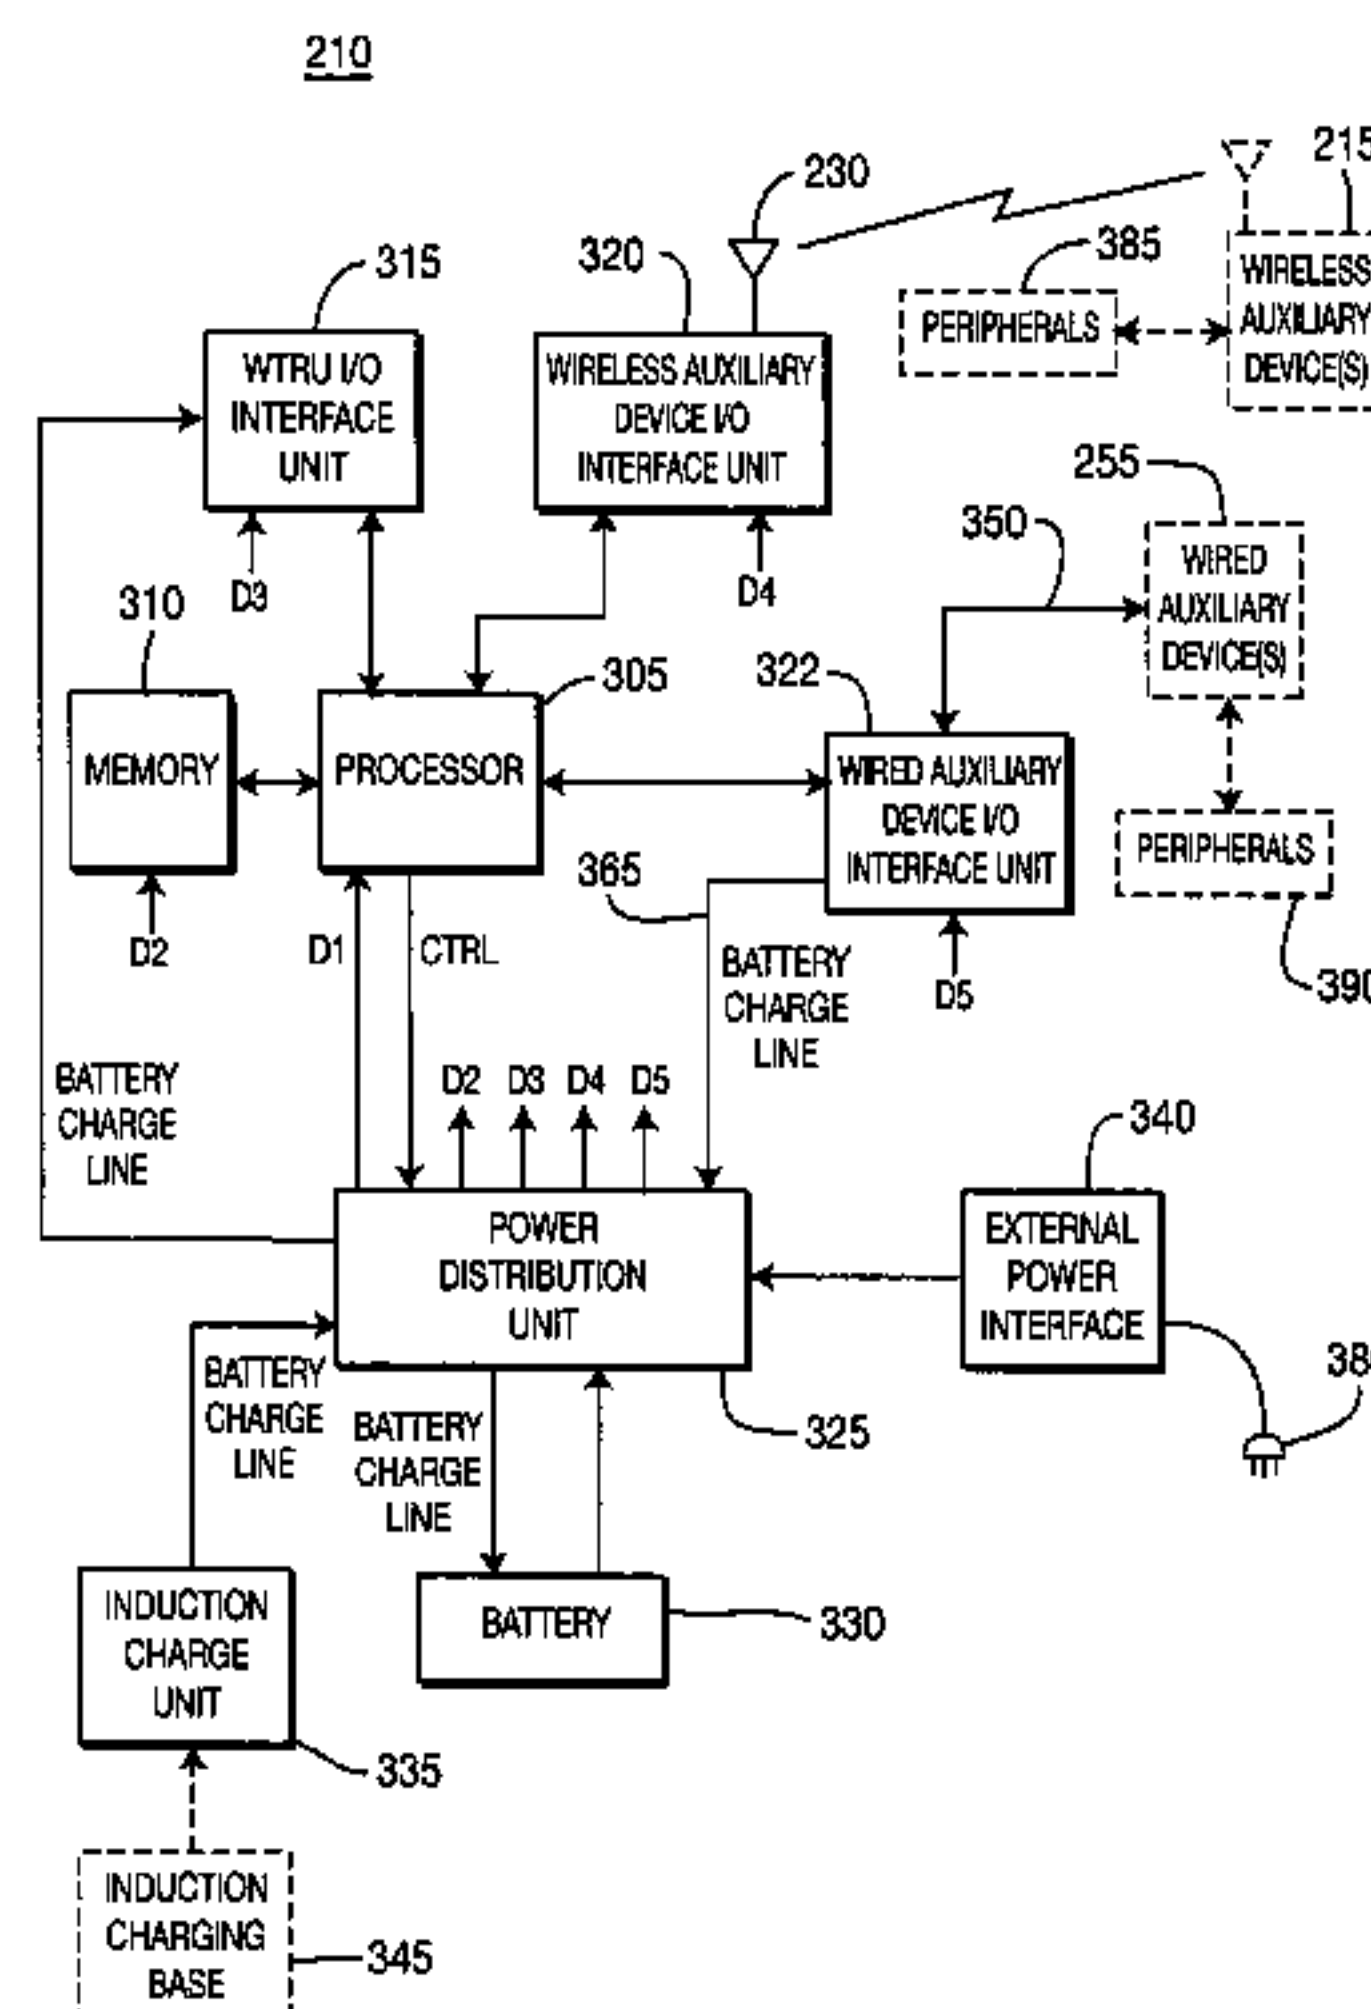 210
230
215
320
385
315
WIRELESS
AUXILIARY
DEVICE(S)
PERIPHERALS
WTRU I/O
INTERFACE
UNIT
WIRELESS AUXILIARY
DEVICE I/O
INTERFACE UNIT
255
350
WIRED
AUXILIARY
DEVICE(S)
D3
D4
310
305
322
MEMORY
PROCESSOR
WIRED AUXILIARY
DEVICE I/O
INTERFACE UNIT
PERIPHERALS
365
D2
D1
CTRL
BATTERY
CHARGE
LINE
D5
390
BATTERY
CHARGE
LINE
D2 D3 D4 D5
340
POWER
DISTRIBUTION
UNIT
EXTERNAL
POWER
INTERFACE
38
BATTERY
CHARGE
LINE
BATTERY
CHARGE
LINE
325
INDUCTION
CHARGE
UNIT
BATTERY
330
335
INDUCTION
CHARGING
BASE
345